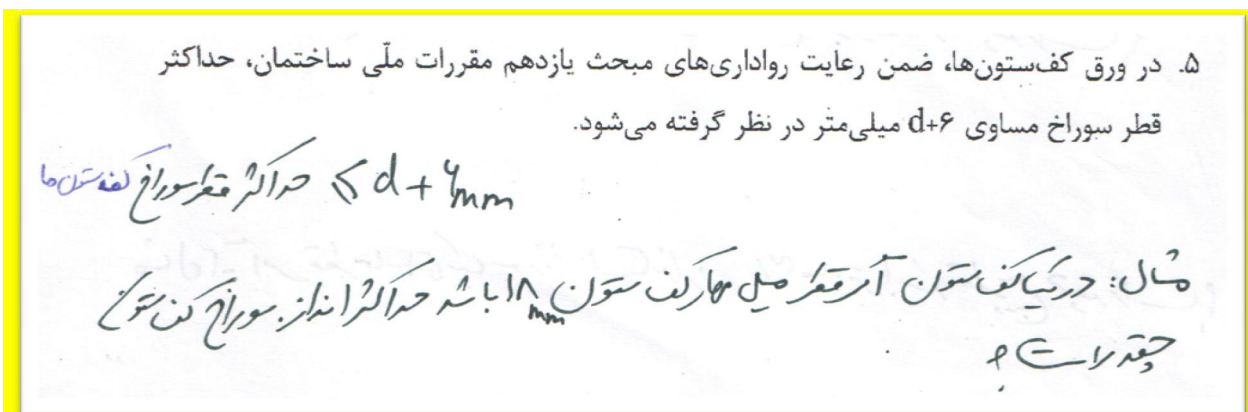 ۵. در ورق کف‌ستون‌ها، ضمن رعایت رواداری‌های مبحث یازدهم مقررات ملّی ساختمان، حداکثر
قطر سوراخ مساوی d+۶ میلی‌متر در نظر گرفته می‌شود.
حداکثر قطر سوراخ کف ستون ها ≤ d + ۶mm
مثال: در یک کف ستون اگر قطر میل مهار کف ستون ۱۸mm باشد حداکثر اندازه سوراخ کف ستون
چقدر است؟